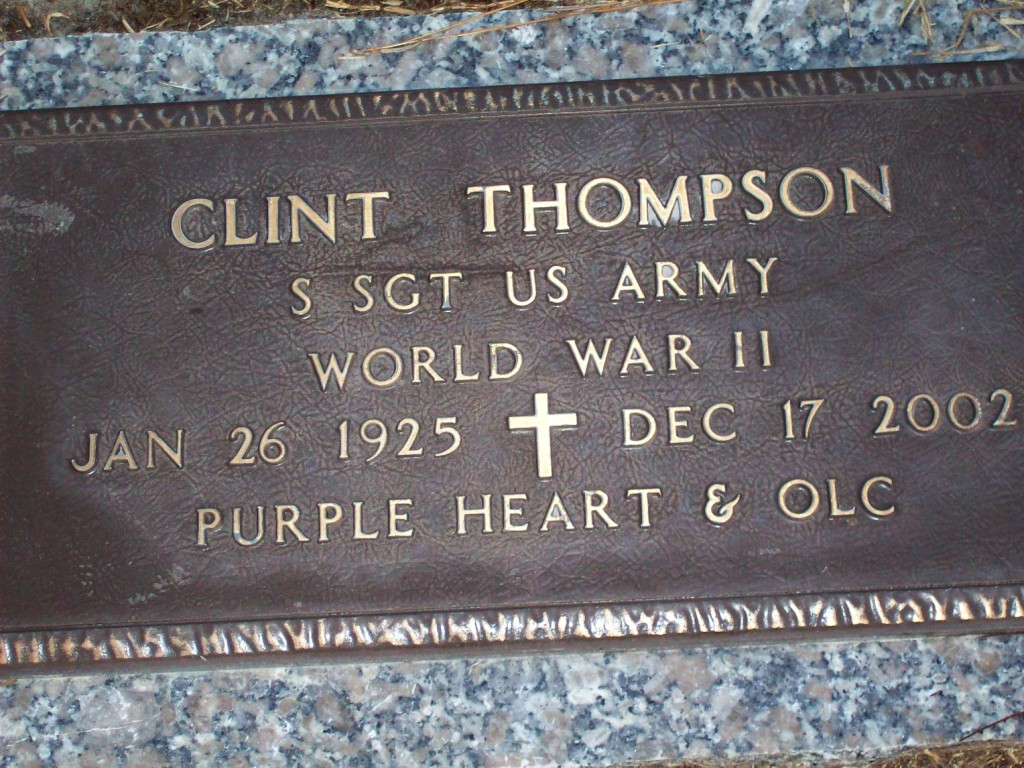 CLINT THOMPSON
S SGT US ARMY
WORLD WAR II
JAN 26 1925 DEC 17 2002
PURPLE HEART & OLC